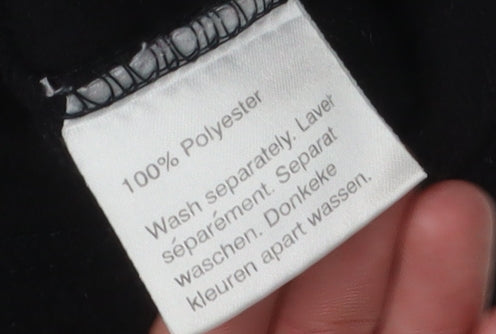 100% Polyester
Wash separately. Laver
séparément. Separat
waschen. Donkeke
kleuren apart wassen.